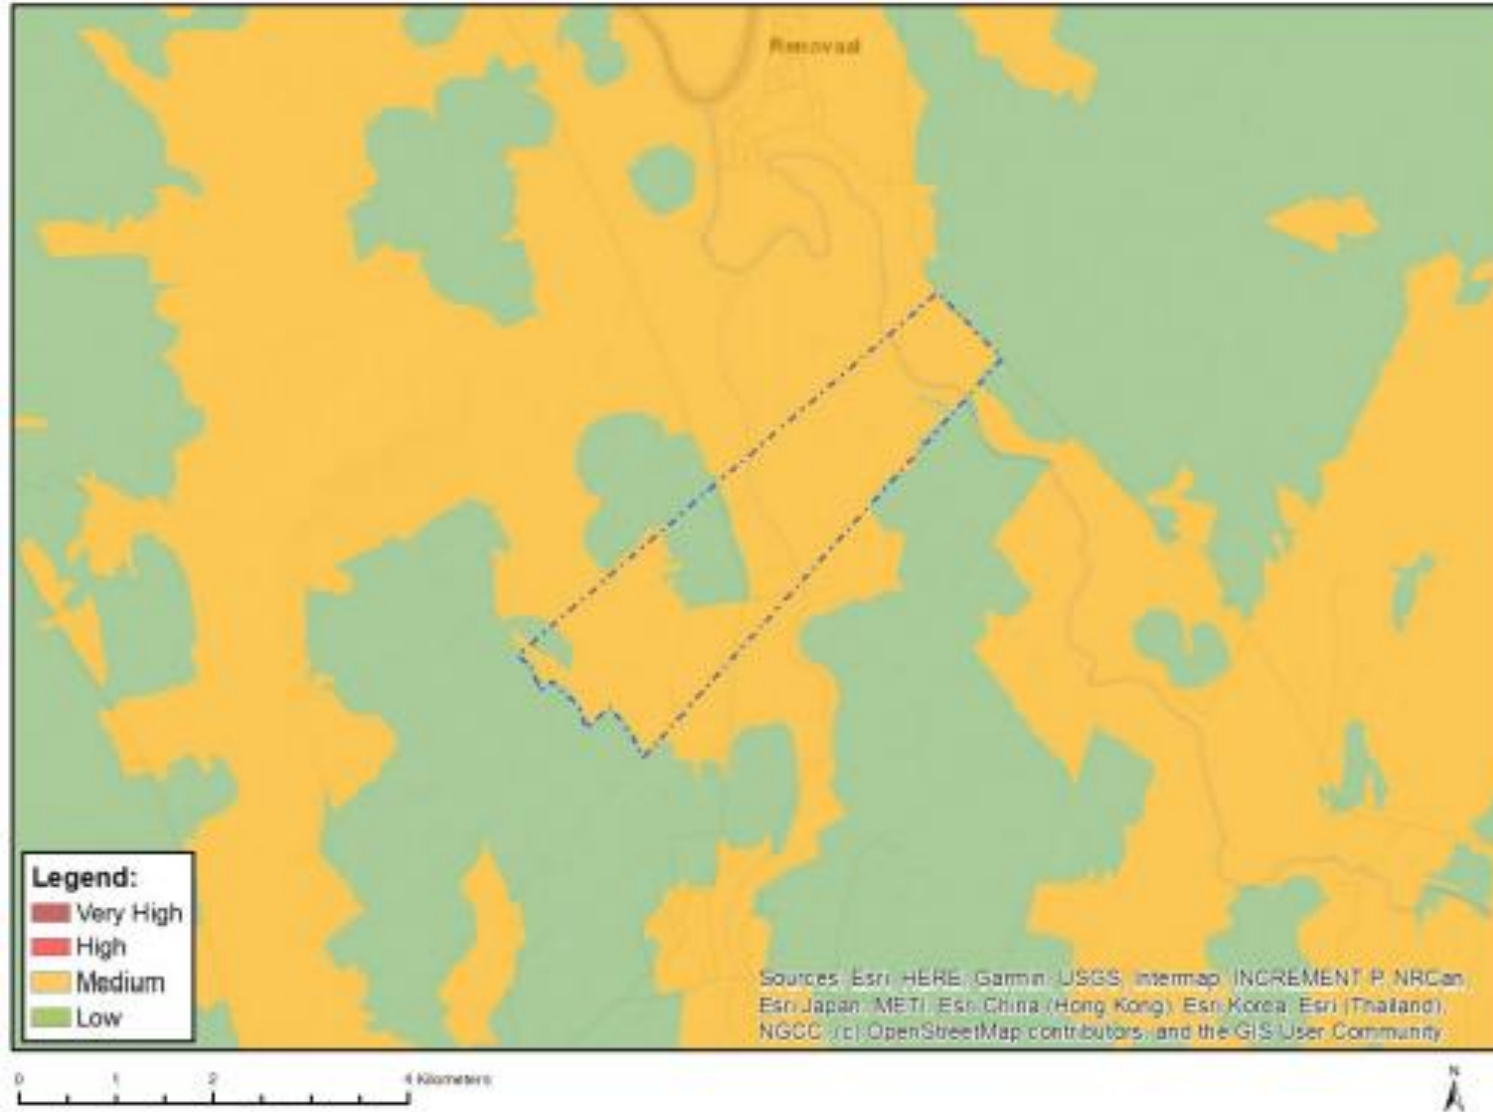 Renovaal
Legend:
Very High
High
Medium
Low
Sources: Esri, HERE, Garmin, USGS, Intermap, INCREMENT P, NRCan,
Esri Japan, METI, Esri China (Hong Kong), Esri Korea, Esri (Thailand),
NGCC, (c) OpenStreetMap contributors, and the GIS User Community
0 1 2 4 Kilometers
N